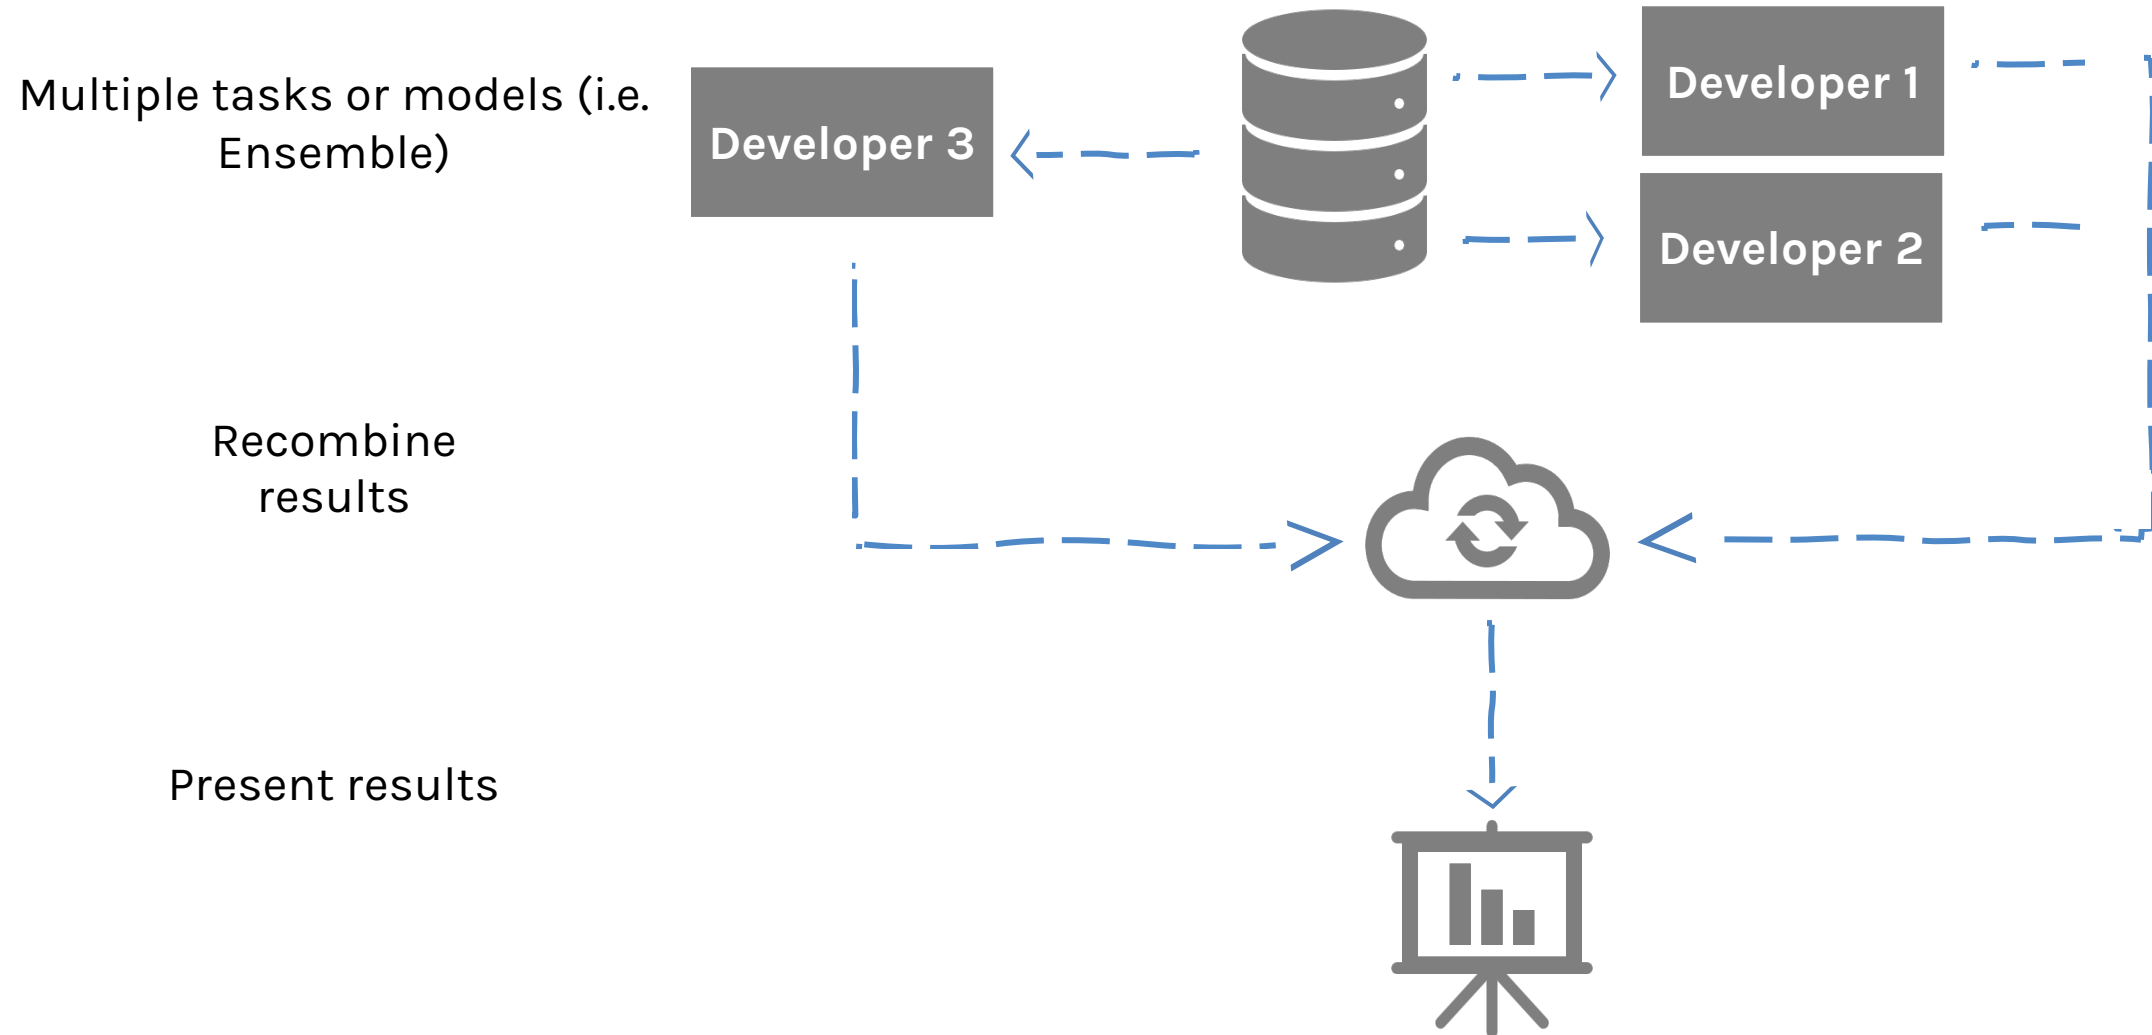 Multiple tasks or models (i.e.
Ensemble)
Developer 3
Developer 1
Developer 2
Recombine
results
Present results